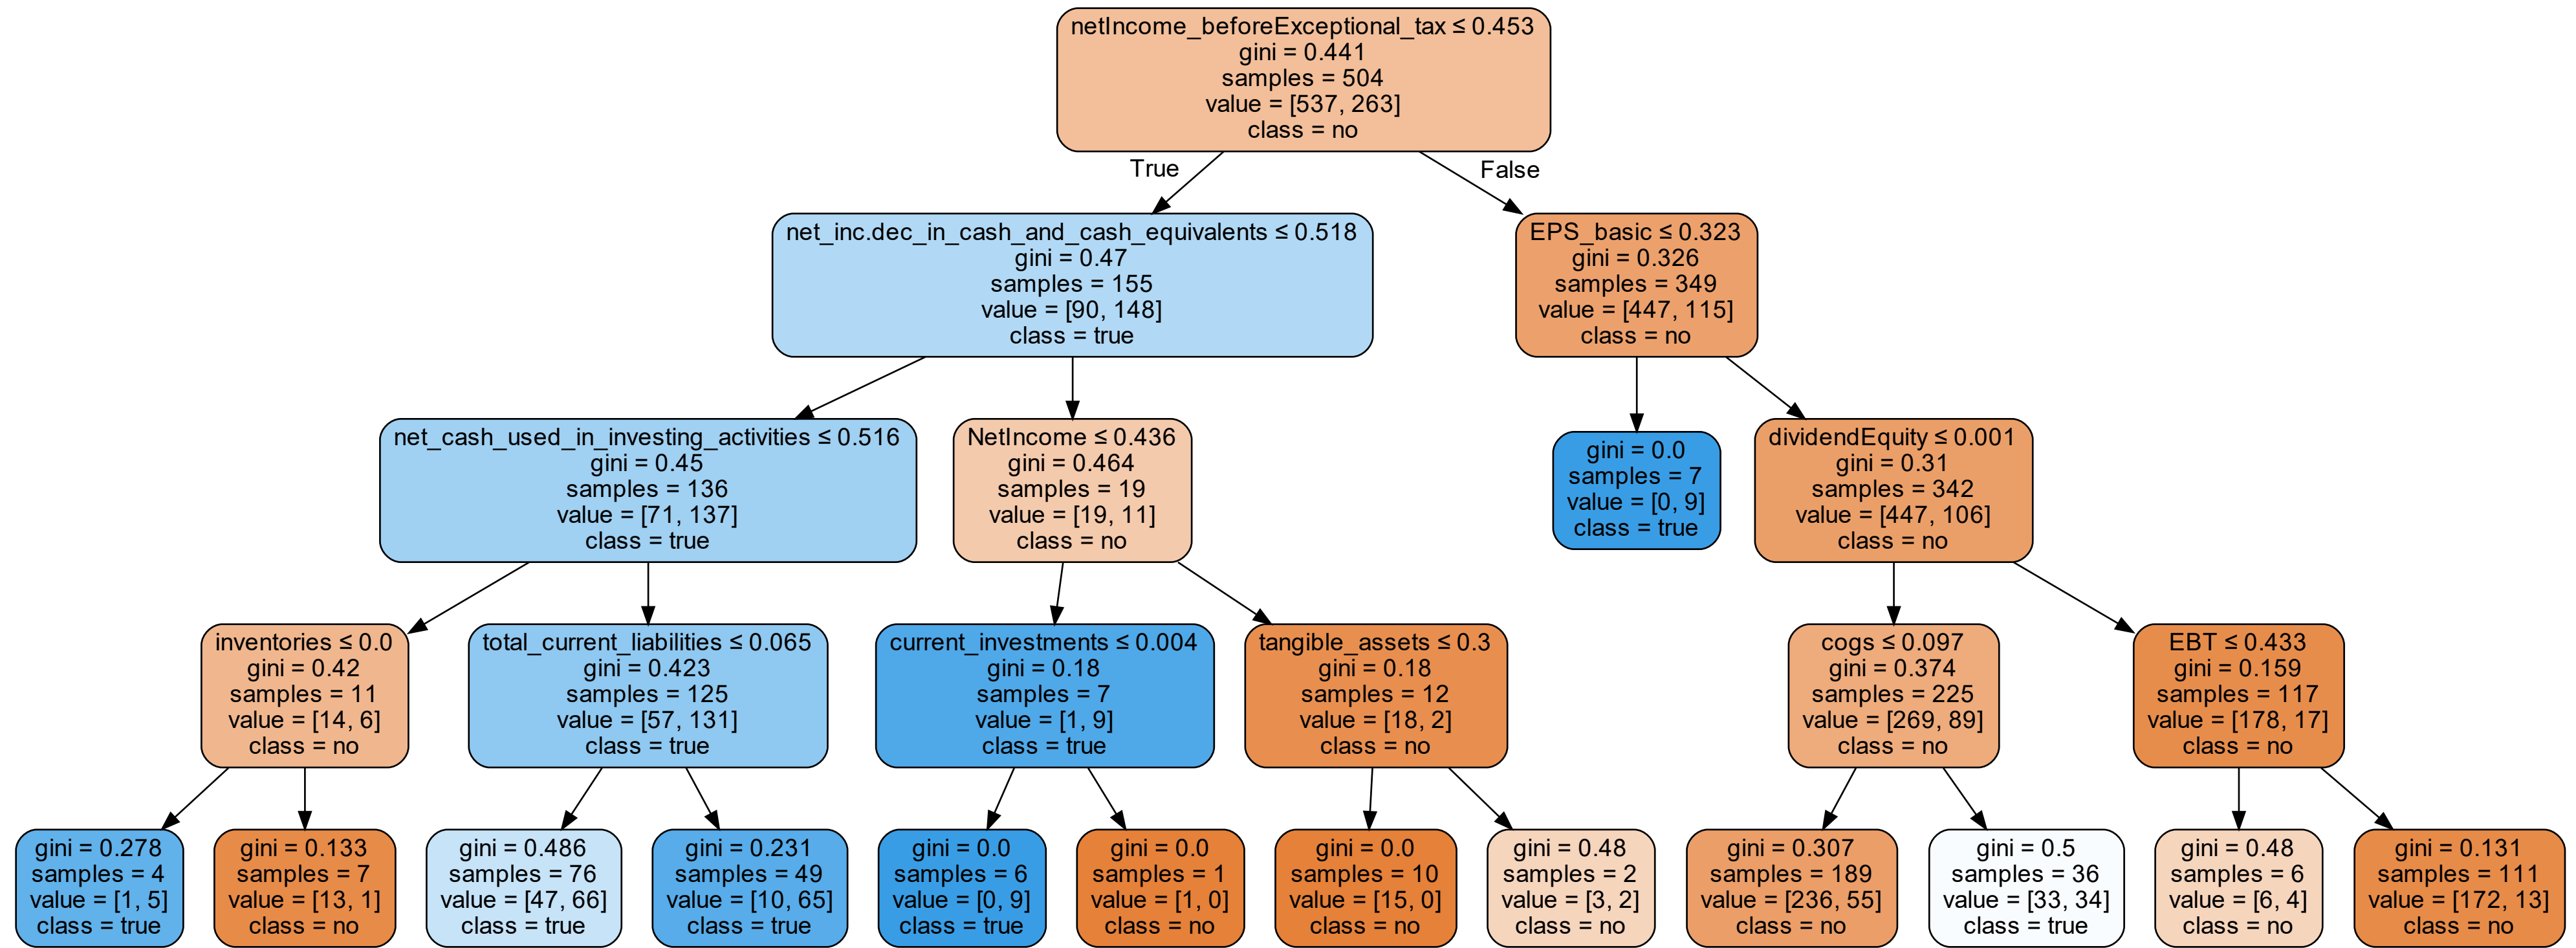 netIncome_beforeExceptional_tax ≤ 0.453
gini = 0.441
samples = 504
value = [537, 263]
class = no
True
False
net_inc.dec_in_cash_and_cash_equivalents ≤ 0.518
gini = 0.47
samples = 155
value = [90, 148]
class = true
EPS_basic ≤ 0.323
gini = 0.326
samples = 349
value = [447, 115]
class = no
net_cash_used_in_investing_activities ≤ 0.516
gini = 0.45
samples = 136
value = [71, 137]
class = true
NetIncome ≤ 0.436
gini = 0.464
samples = 19
value = [19, 11]
class = no
gini = 0.0
samples = 7
value = [0, 9]
class = true
dividendEquity ≤ 0.001
gini = 0.31
samples = 342
value = [447, 106]
class = no
inventories ≤ 0.0
gini = 0.42
samples = 11
value = [14, 6]
class = no
total_current_liabilities ≤ 0.065
gini = 0.423
samples = 125
value = [57, 131]
class = true
current_investments ≤ 0.004
gini = 0.18
samples = 7
value = [1, 9]
class = true
tangible_assets ≤ 0.3
gini = 0.18
samples = 12
value = [18, 2]
class = no
cogs ≤ 0.097
gini = 0.374
samples = 225
value = [269, 89]
class = no
EBT ≤ 0.433
gini = 0.159
samples = 117
value = [178, 17]
class = no
gini = 0.278
samples = 4
value = [1, 5]
class = true
gini = 0.133
samples = 7
value = [13, 1]
class = no
gini = 0.486
samples = 76
value = [47, 66]
class = true
gini = 0.231
samples = 49
value = [10, 65]
class = true
gini = 0.0
samples = 6
value = [0, 9]
class = true
gini = 0.0
samples = 1
value = [1, 0]
class = no
gini = 0.0
samples = 10
value = [15, 0]
class = no
gini = 0.48
samples = 2
value = [3, 2]
class = no
gini = 0.307
samples = 189
value = [236, 55]
class = no
gini = 0.5
samples = 36
value = [33, 34]
class = true
gini = 0.48
samples = 6
value = [6, 4]
class = no
gini = 0.131
samples = 111
value = [172, 13]
class = no